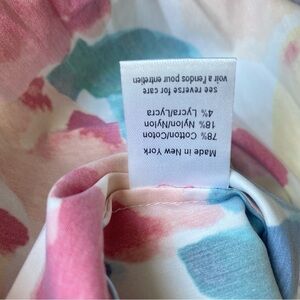 Made in New York
78% Cotton/Coton
18% Nylon/Nylon
4% Lycra/Lycra
see reverse for care
voir à l'endos pour entretien